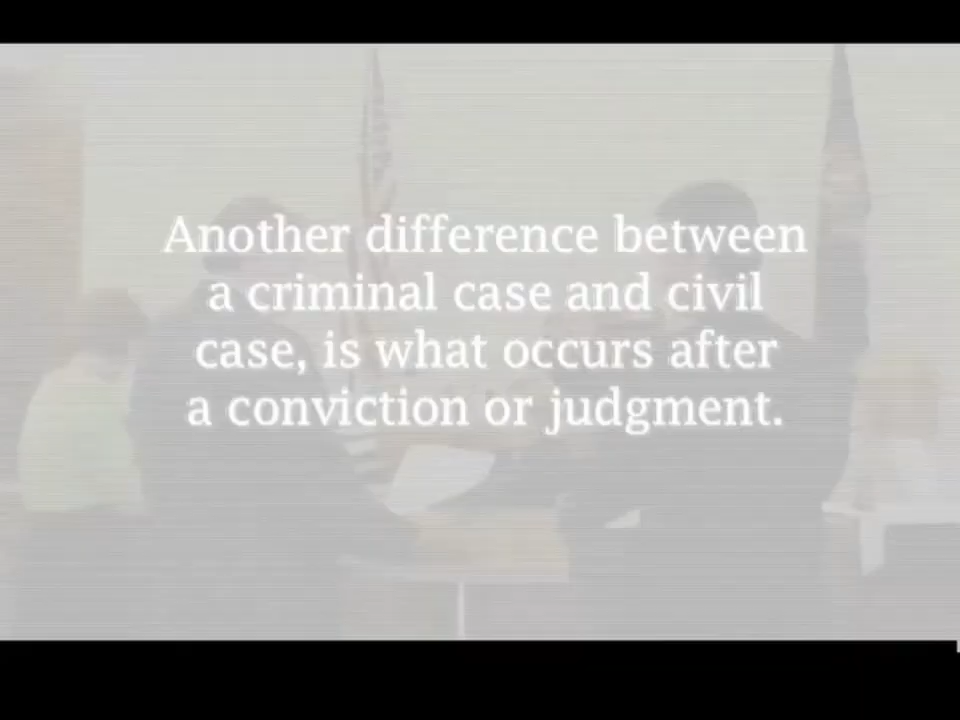 Another difference between
a criminal case and civil
case, is what occurs after
a conviction or judgment.